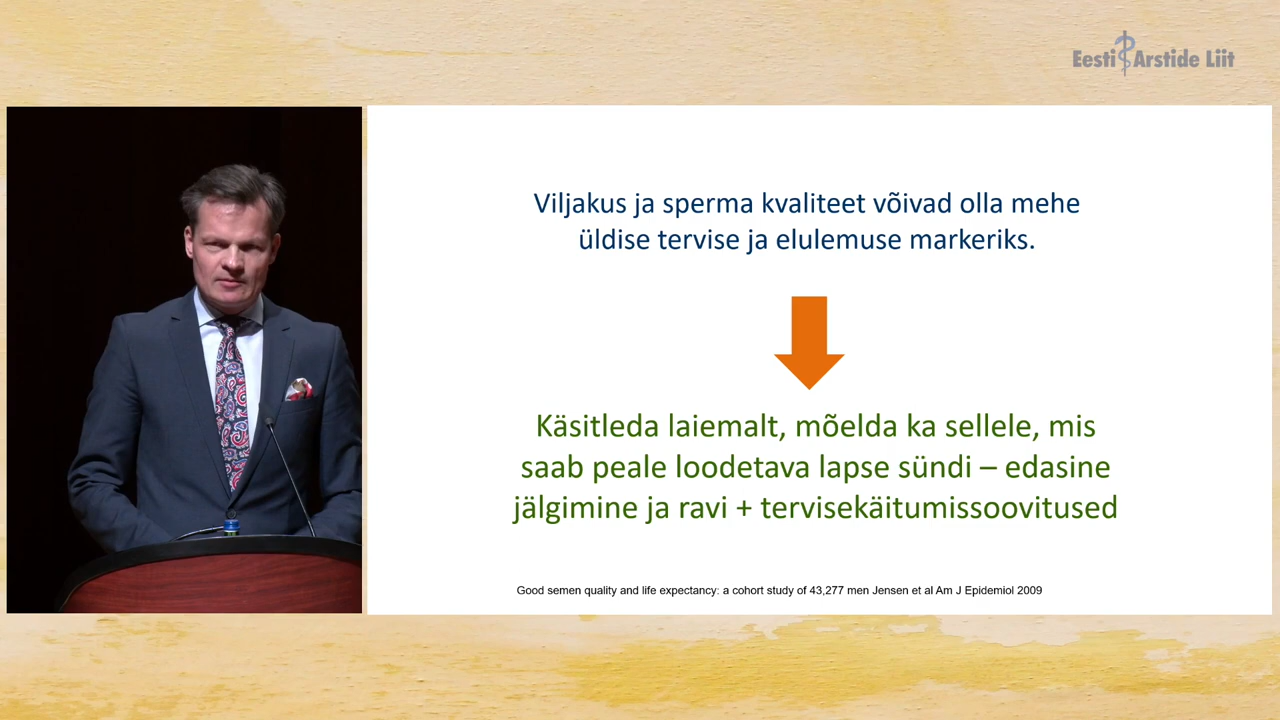 Eesti Arstide Liit
Viljakus ja sperma kvaliteet võivad olla mehe
üldise tervise ja elulemuse markeriks.
Käsitleda laiemalt, mõelda ka sellele, mis
saab peale loodetava lapse sündi – edasine
jälgimine ja ravi + tervisekäitumissoovitused
Good semen quality and life expectancy: a cohort study of 43,277 men Jensen et al Am J Epidemiol 2009